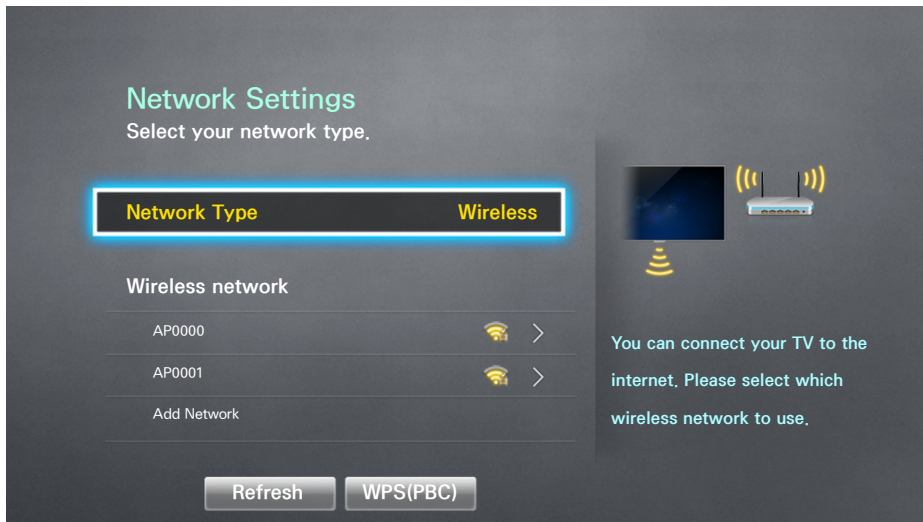 Network Settings
Select your network type.
Network Type Wireless
Wireless network
AP0000
AP0001
Add Network
You can connect your TV to the
internet. Please select which
wireless network to use.
Refresh WPS(PBC)